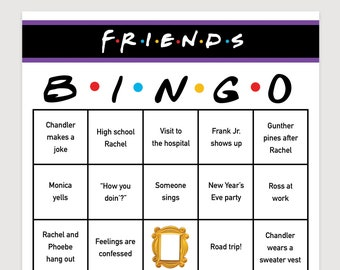 F·R·I·E·N·D·S
B·I·N·G·O
Chandler makes a joke
High school Rachel
Visit to the hospital
Frank Jr. shows up
Gunther pines after Rachel
Monica yells
"How you doin'?"
Someone sings
New Year's Eve party
Ross at work
Rachel and Phoebe hang out
Feelings are confessed
Road trip!
Chandler wears a sweater vest